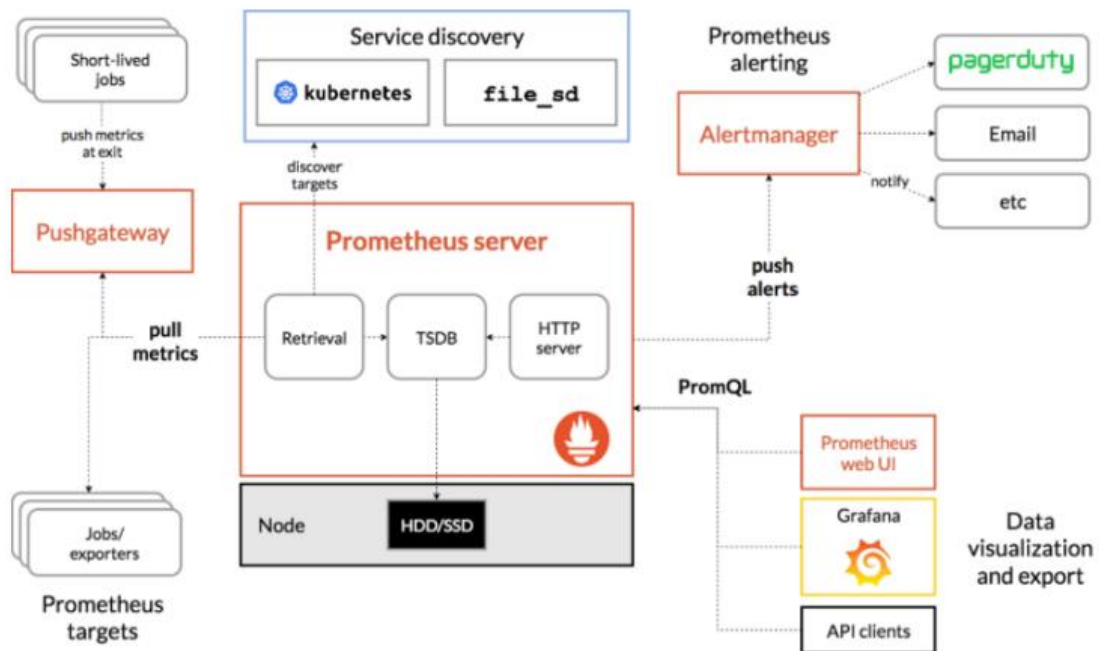 Short-lived
jobs
push metrics
at exit
Pushgateway
Service discovery
kubernetes
file_sd
discover
targets
Prometheus
alerting
Alertmanager
pagerduty
Email
notify
etc
Prometheus server
Retrieval
TSDB
HTTP
server
pull
metrics
push
alerts
PromQL
Node
HDD/SSD
Jobs/
exporters
Prometheus
targets
Prometheus
web UI
Grafana
API clients
Data
visualization
and export